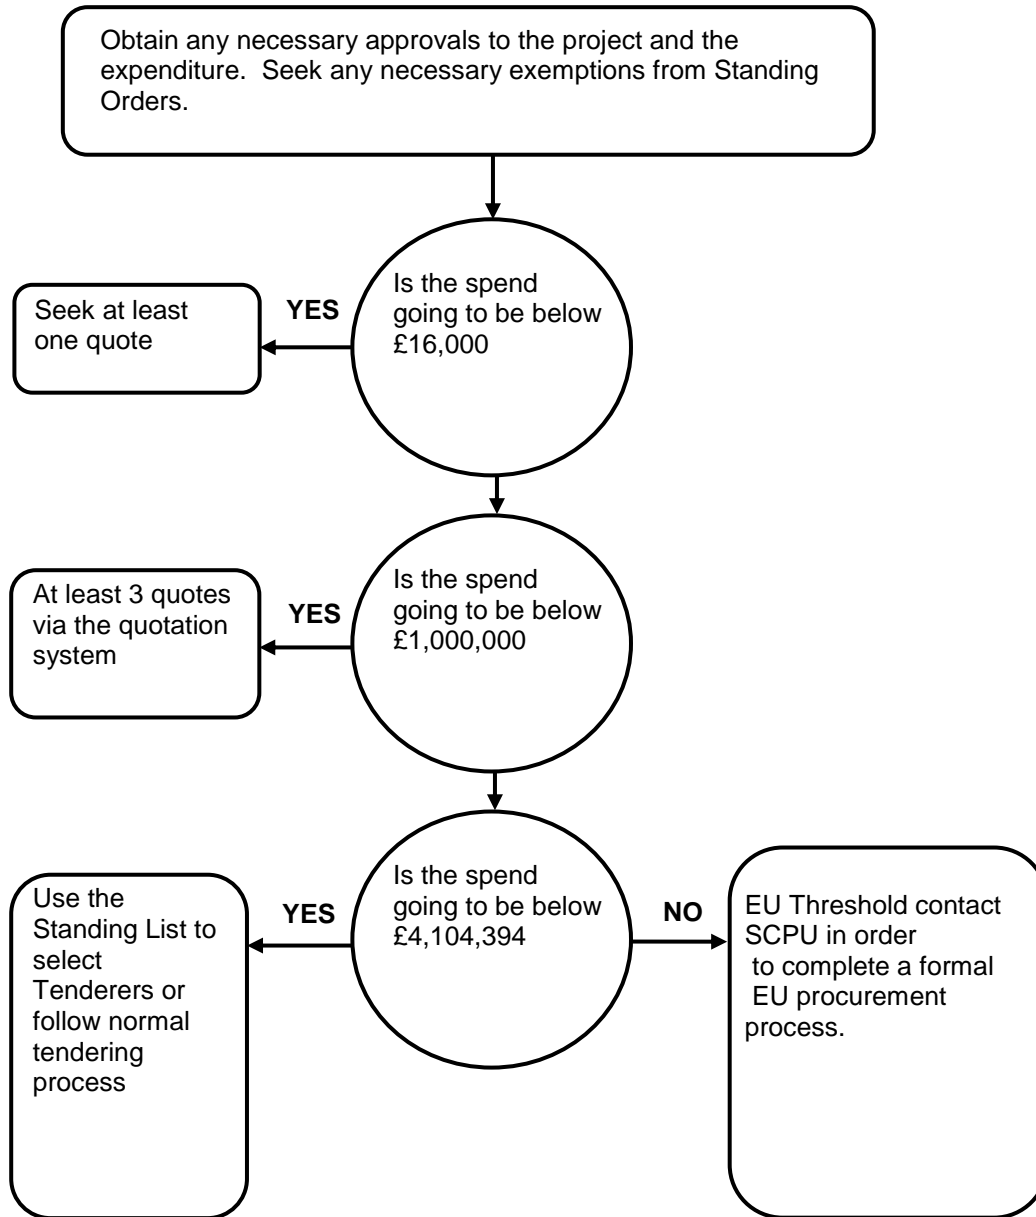 Obtain any necessary approvals to the project and the
expenditure.  Seek any necessary exemptions from Standing
Orders.
Is the spend
going to be below
£16,000
YES
Seek at least
one quote
Is the spend
going to be below
£1,000,000
YES
At least 3 quotes
via the quotation
system
Is the spend
going to be below
£4,104,394
YES
Use the
Standing List to
select
Tenderers or
follow normal
tendering
process
NO
EU Threshold contact
SCPU in order
to complete a formal
EU procurement
process.